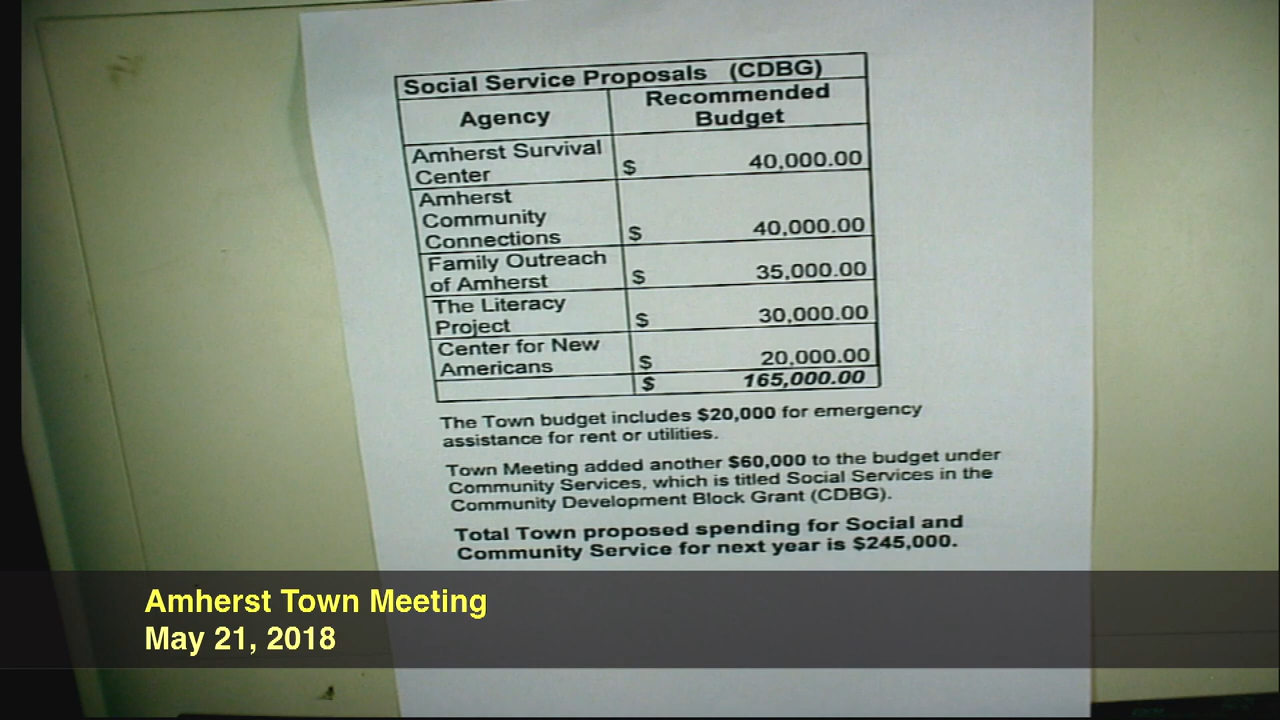 Social Service Proposals (CDBG)
Agency
Recommended
Budget
Amherst Survival
Center
$ 40,000.00
Amherst
Community
Connections
$ 40,000.00
Family Outreach
of Amherst
$ 35,000.00
The Literacy
Project
$ 30,000.00
Center for New
Americans
$ 20,000.00
$ 165,000.00
The Town budget includes $20,000 for emergency
assistance for rent or utilities.
Town Meeting added another $60,000 to the budget under
Community Services, which is titled Social Services in the
Community Development Block Grant (CDBG).
Total Town proposed spending for Social and
Community Service for next year is $245,000.
Amherst Town Meeting
May 21, 2018